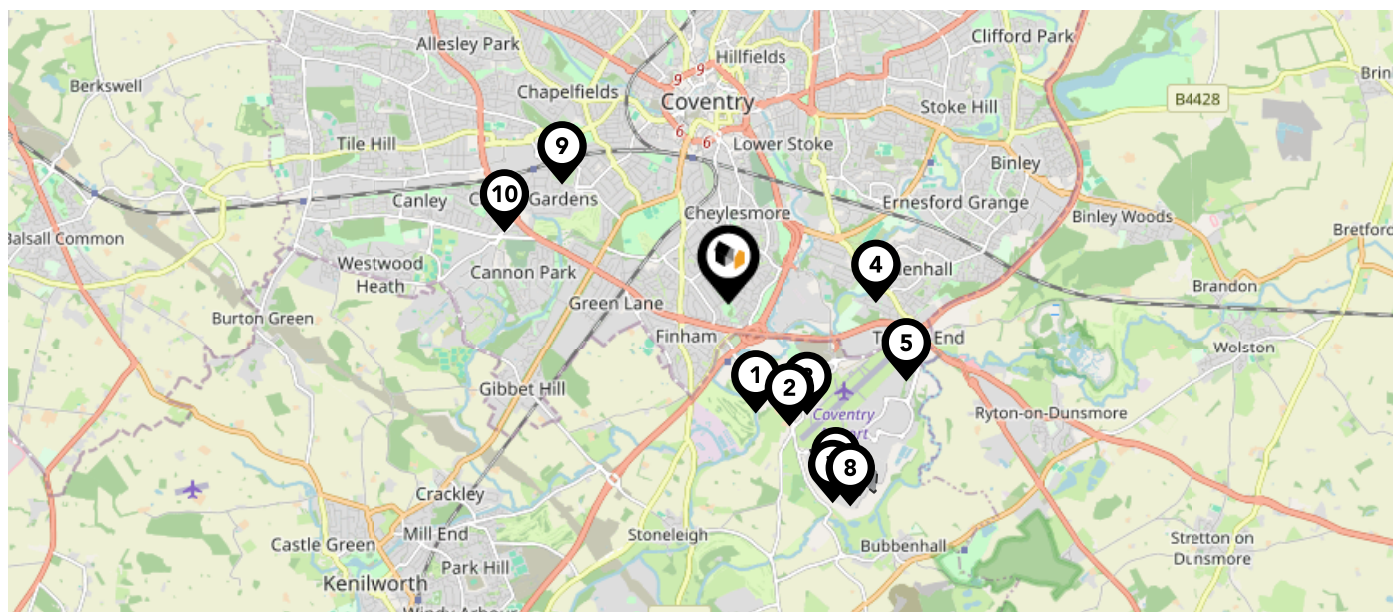 Allesley Park
Hillfields
Clifford Park
Berkswell
Chapelfields
9
9
Coventry
B4428
Stoke Hill
Tile Hill
9
6
6
Lower Stoke
Binley
10
Gardens
Canley
Cheylesmore
Ernesford Grange
Binley Woods
Balsall Common
Westwood
Heath
Cannon Park
4
enhall
Brandon
Green Lane
Burton Green
Finham
5
End
Wolston
1
2
Gibbet Hill
Coventry
Ryton-on-Dunsmore
8
Crackley
Mill End
Stoneleigh
Castle Green
Bubbenhall
Stretton on
Dunsmore
Park Hill
Kenilworth